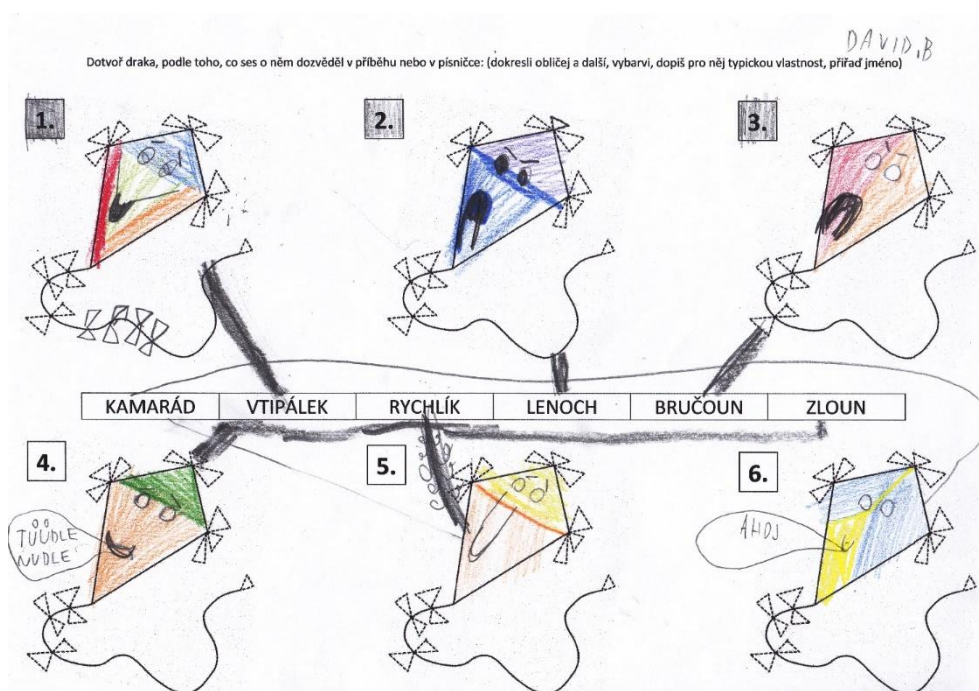 DAVID.B
Dotvoř draka, podle toho, co ses o něm dozvěděl v příběhu nebo v písničce: (dokresli obličej a další, vybarvi, dopiš pro něj typickou vlastnost, přiřaď jméno)
1. 2. 3.
KAMARÁD VTIPÁLEK RYCHLÍK LENOCH BRUČOUN ZLOUN
4. 5. 6.
TÚÚDLE
NUDLE
AHOJ